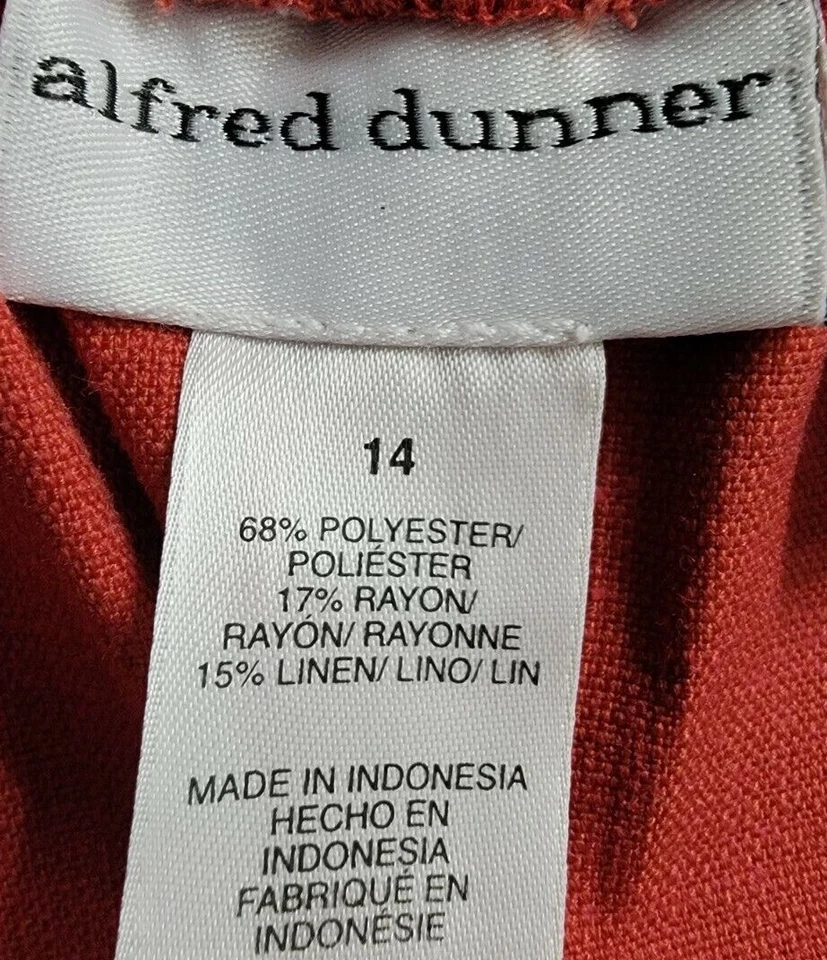 alfred dunner
14
68% POLYESTER/
POLIÉSTER
17% RAYON/
RAYÓN/ RAYONNE
15% LINEN/ LINO/ LIN
MADE IN INDONESIA
HECHO EN
INDONESIA
FABRIQUÉ EN
INDONÉSIE